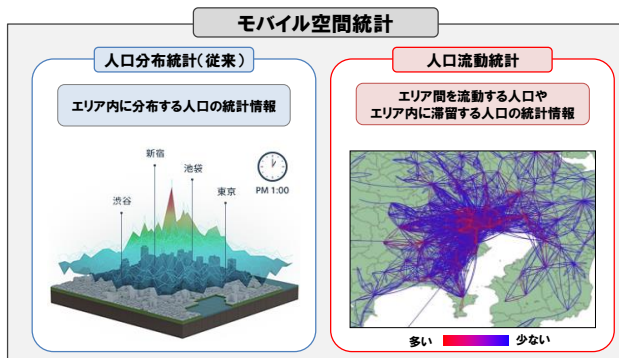 モバイル空間統計
人口分布統計(従来)
エリア内に分布する人口の統計情報
新宿
池袋
渋谷
東京
PM 1:00
人口流動統計
エリア間を流動する人口や
エリア内に滞留する人口の統計情報
多い
少ない